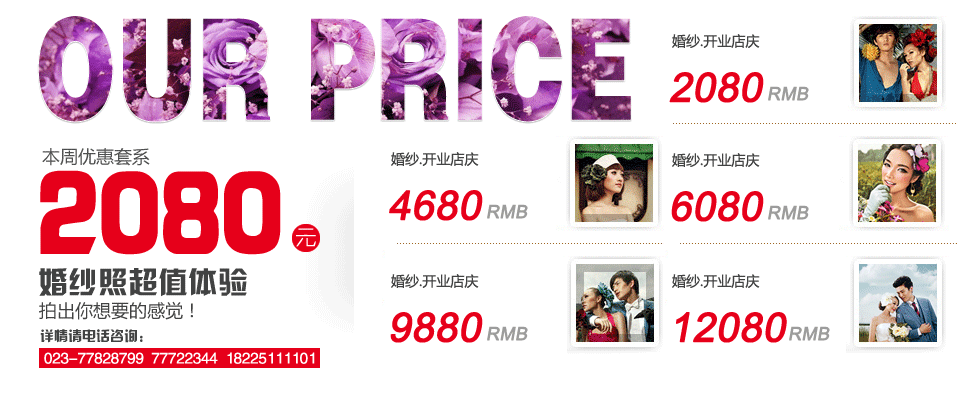 OUR PRICE
本周优惠套系
2080元
婚纱照超值体验
拍出你想要的感觉！
详情请电话咨询：
023-77828799 77722344 18225111101
婚纱.开业店庆
2080 RMB
婚纱.开业店庆
4680 RMB
婚纱.开业店庆
6080 RMB
婚纱.开业店庆
9880 RMB
婚纱.开业店庆
12080 RMB